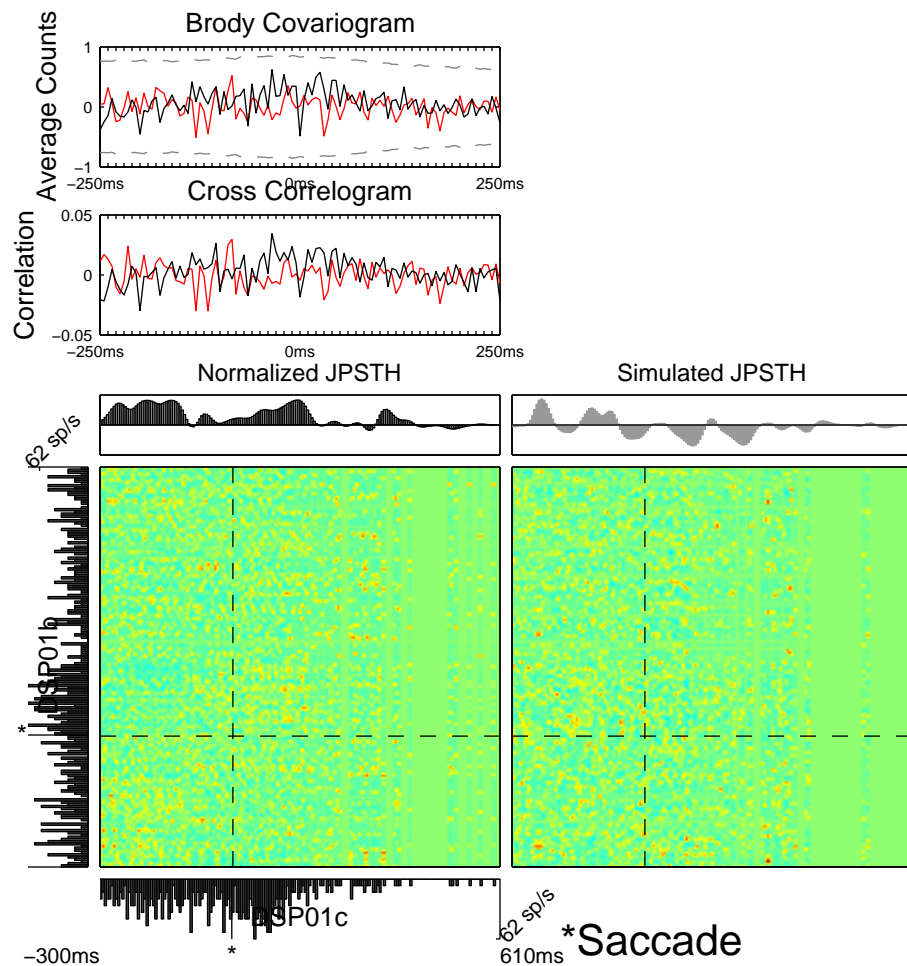 Brody Covariogram
Average Counts
1
0
−1
−250ms
0ms
250ms
Cross Correlogram
Correlation
0.05
0
−0.05
−250ms
0ms
250ms
Normalized JPSTH
Simulated JPSTH
62 sp/s
DSP01b
*
DSP01c
*
62 sp/s
−300ms
610ms
*Saccade